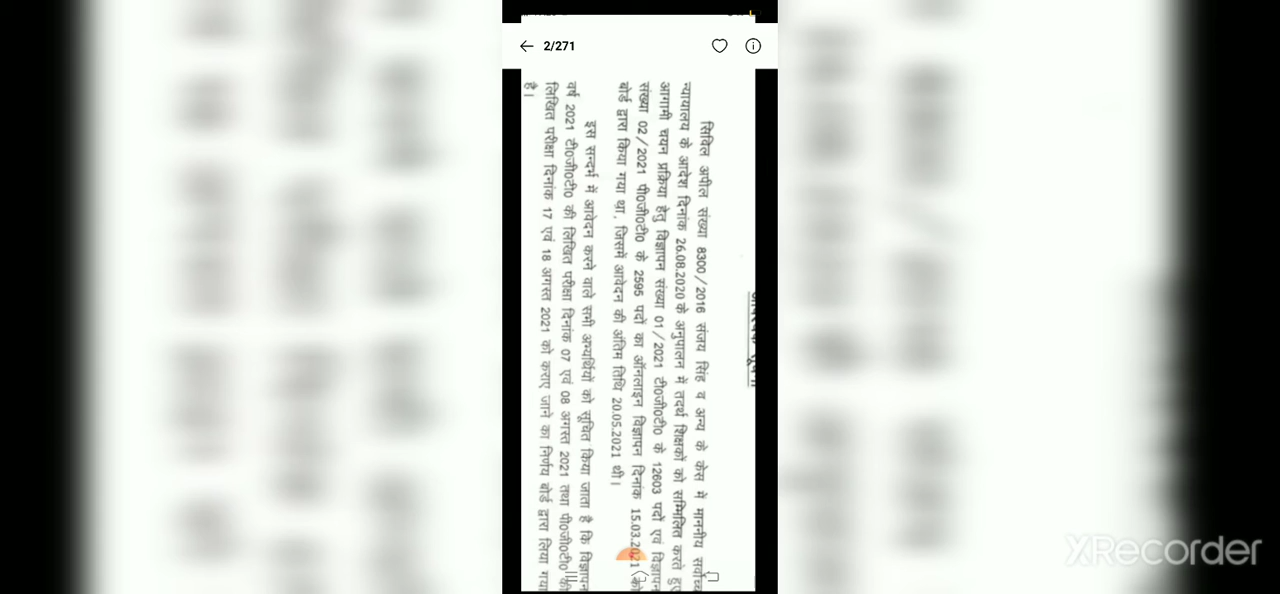 2/271
सिविल अपील संख्या 8300/2016 संजय सिंह व अन्य के केस में माननीय सर्वोच्च
न्यायालय के आदेश दिनांक 26.08.2020 के अनुपालन में तदर्थ शिक्षकों को सम्मिलित करते हुए
आगामी चयन प्रक्रिया हेतु विज्ञापन संख्या 01/2021 टी0जी0टी0 के 12603 पदों एवं विज्ञापन
संख्या 02/2021 पी0जी0टी0 के 2595 पदों का ऑनलाइन विज्ञापन दिनांक 15.03.2021 को
बोर्ड द्वारा किया गया था, जिसमें आवेदन की अंतिम तिथि 20.05.2021 थी।
इस सन्दर्भ में आवेदन करने वाले सभी अभ्यर्थियों को सूचित किया जाता है कि विज्ञापन
वर्ष 2021 टी0जी0टी0 की लिखित परीक्षा दिनांक 07 एवं 08 अगस्त 2021 तथा पी0जी0टी0 की
लिखित परीक्षा दिनांक 17 एवं 18 अगस्त 2021 को कराए जाने का निर्णय बोर्ड द्वारा लिया गया
है।
XRecorder